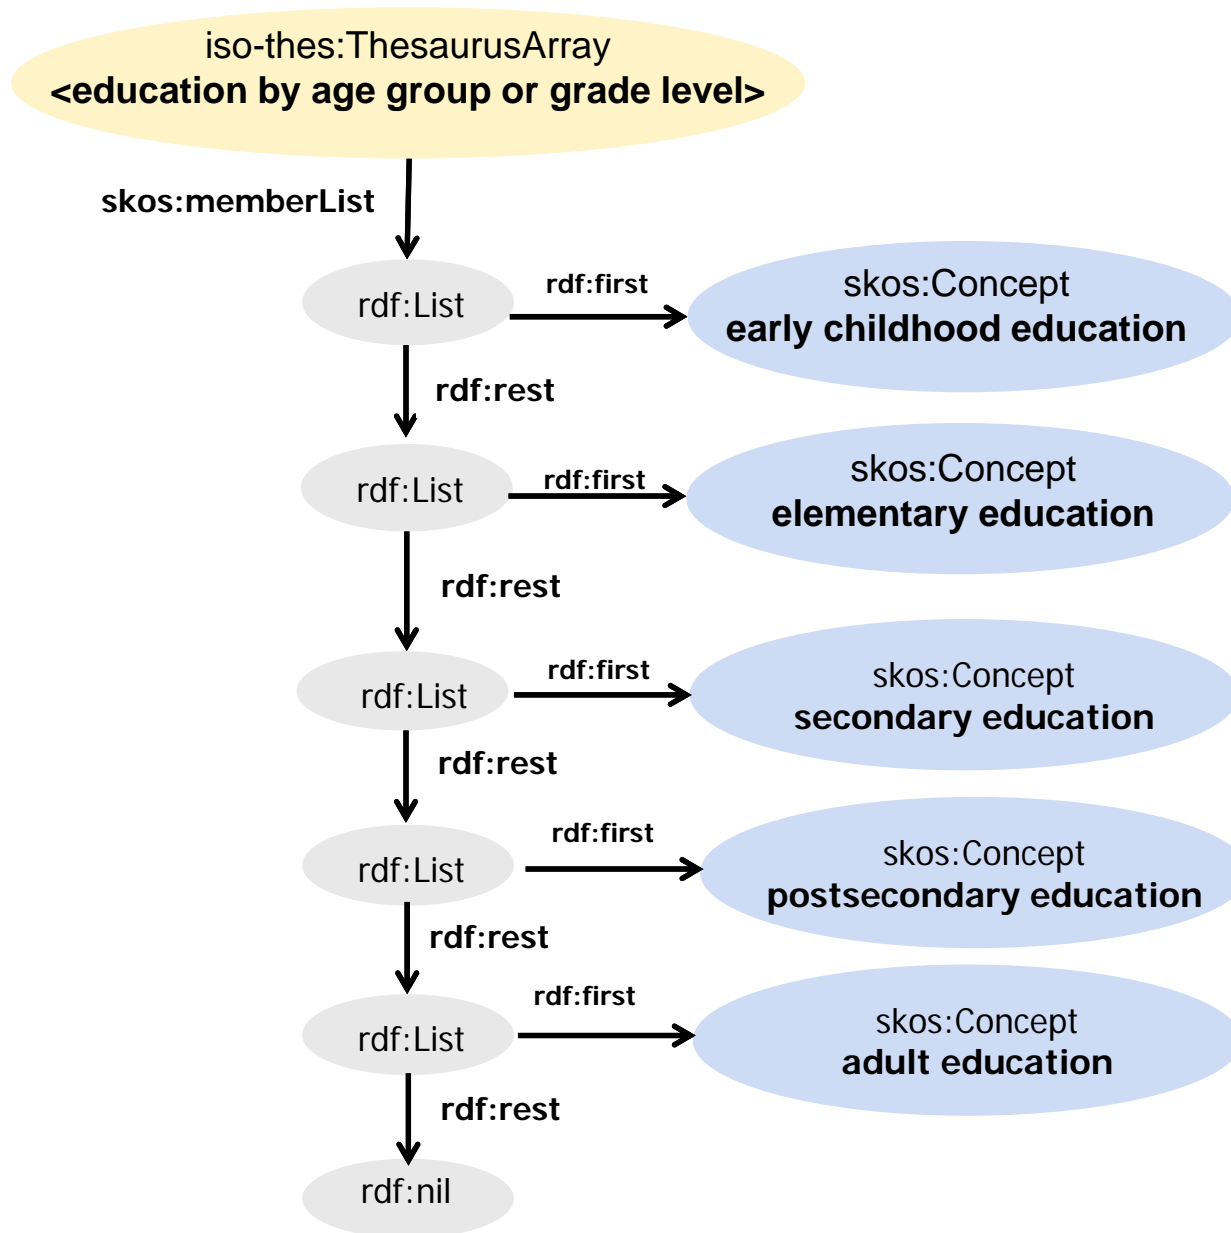 iso-thes:ThesaurusArray
<education by age group or grade level>
skos:memberList
rdf:List
rdf:first
skos:Concept
early childhood education
rdf:rest
rdf:List
rdf:first
skos:Concept
elementary education
rdf:rest
rdf:List
rdf:first
skos:Concept
secondary education
rdf:rest
rdf:List
rdf:first
skos:Concept
postsecondary education
rdf:rest
rdf:List
rdf:first
skos:Concept
adult education
rdf:rest
rdf:nil